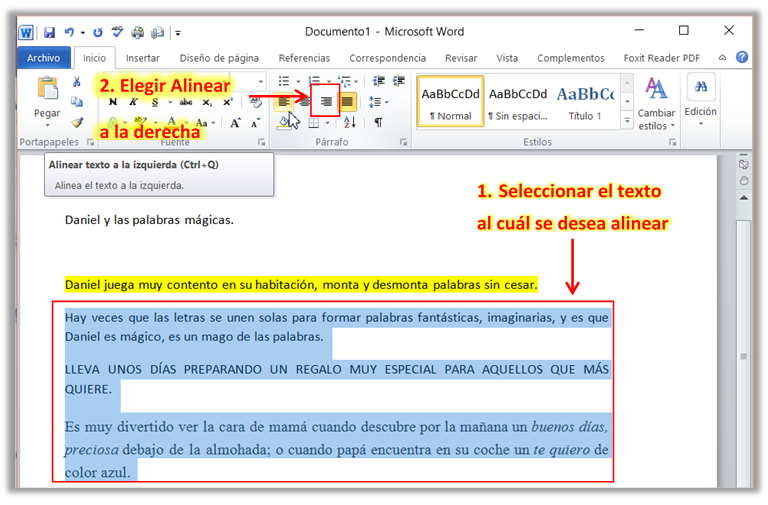 Documento1 - Microsoft Word
Archivo Inicio Insertar Diseño de página Referencias Correspondencia Revisar Vista Complementos Foxit Reader PDF
2. Elegir Alinear
a la derecha
Pegar
N K S abc x₂ x²
Aa A A
AaBbCcDd AaBbCcDd AaBbCc
¶ Normal ¶ Sin espaci... Título 1
Cambiar estilos
Edición
Portapapeles Fuente Párrafo Estilos
Alinear texto a la izquierda (Ctrl+Q)
Alinea el texto a la izquierda.
1. Seleccionar el texto
al cuál se desea alinear
Daniel y las palabras mágicas.
Daniel juega muy contento en su habitación, monta y desmonta palabras sin cesar.
Hay veces que las letras se unen solas para formar palabras fantásticas, imaginarias, y es que
Daniel es mágico, es un mago de las palabras.
LLEVA UNOS DÍAS PREPARANDO UN REGALO MUY ESPECIAL PARA AQUELLOS QUE MÁS
QUIERE.
Es muy divertido ver la cara de mamá cuando descubre por la mañana un buenos días,
preciosa debajo de la almohada; o cuando papá encuentra en su coche un te quiero de
color azul.